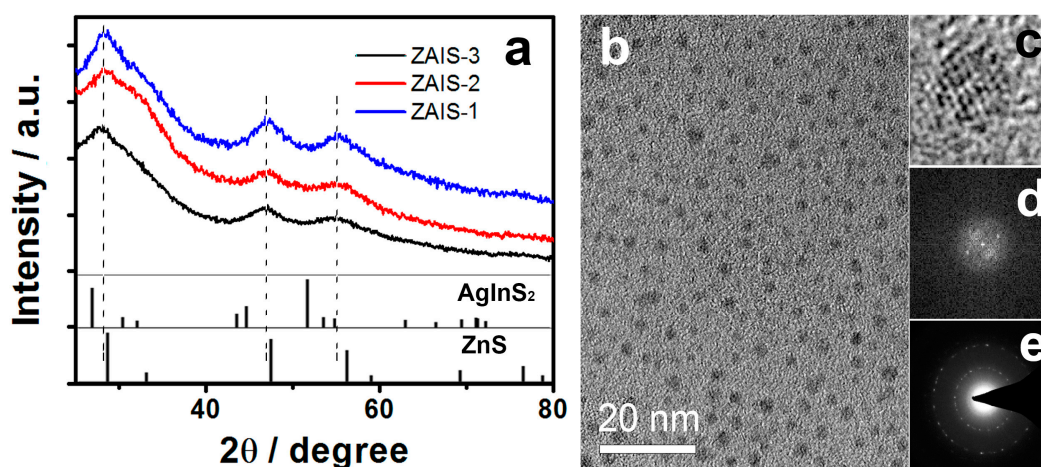 a
ZAIS-3
ZAIS-2
ZAIS-1
Intensity / a.u.
AgInS₂
ZnS
40
60
80
2θ / degree
b
20 nm
c
d
e